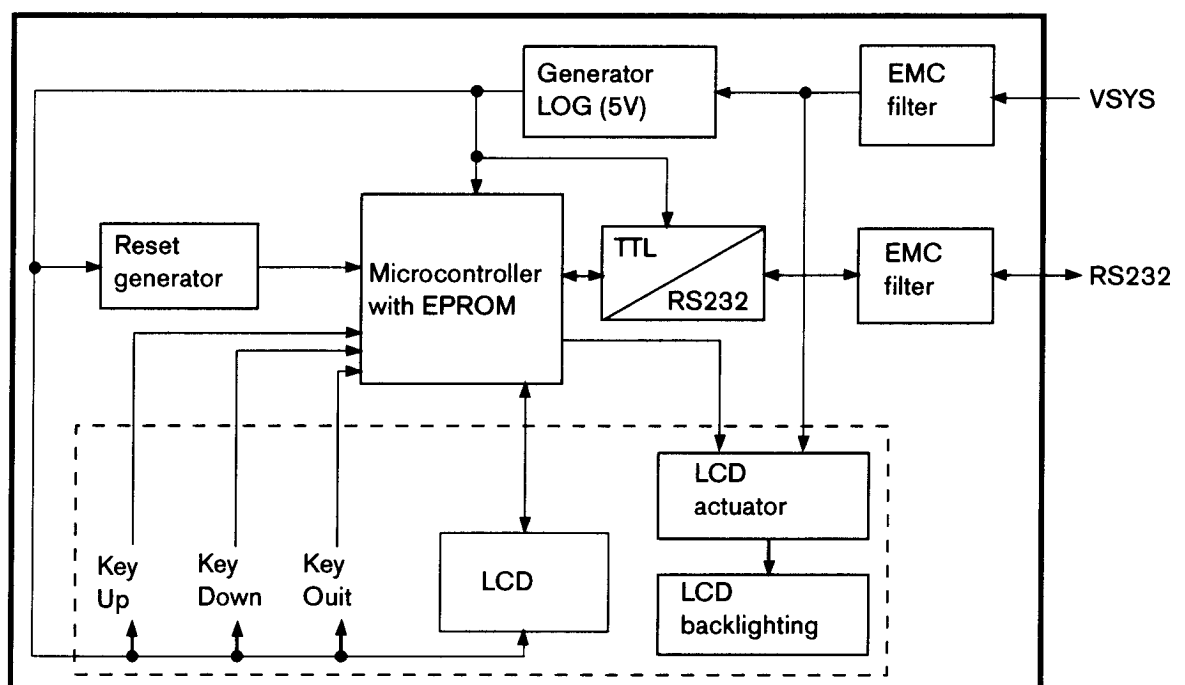 Generator
LOG (5V)
EMC
filter
VSYS
Reset
generator
Microcontroller
with EPROM
TTL
RS232
EMC
filter
RS232
LCD
actuator
Key
Up
Key
Down
Key
Ouit
LCD
LCD
backlighting